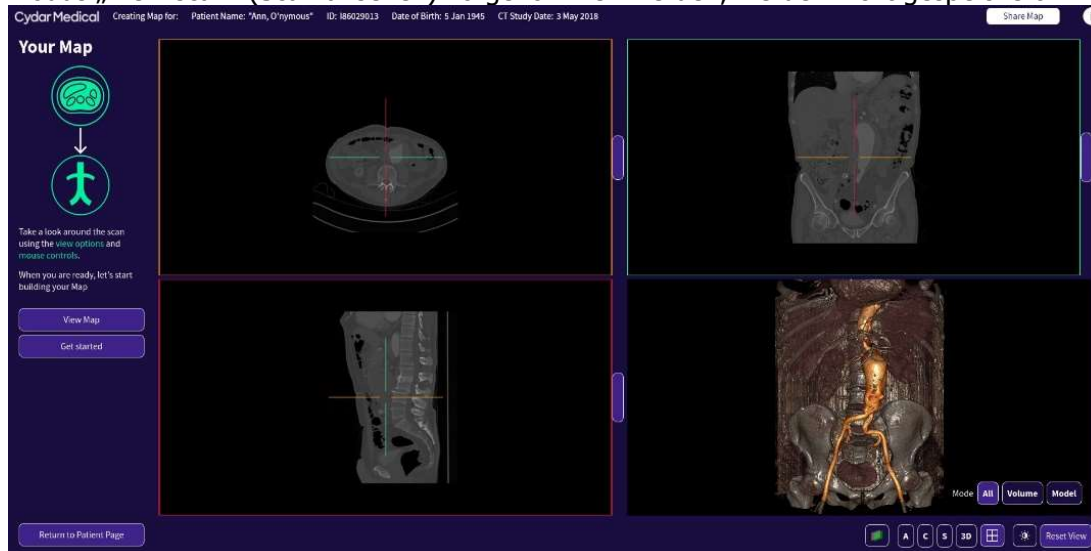 Cydar Medical Creating Map for: Patient Name: "Ann, O'nymous" ID: I86029013 Date of Birth: 5 Jan 1945 CT Study Date: 3 May 2018 Share Map
Your Map
Take a look around the scan
using the view options and
mouse controls.
When you are ready, let's start
building your Map
View Map
Get started
Mode All Volume Model
Return to Patient Page
A C S 3D Reset View